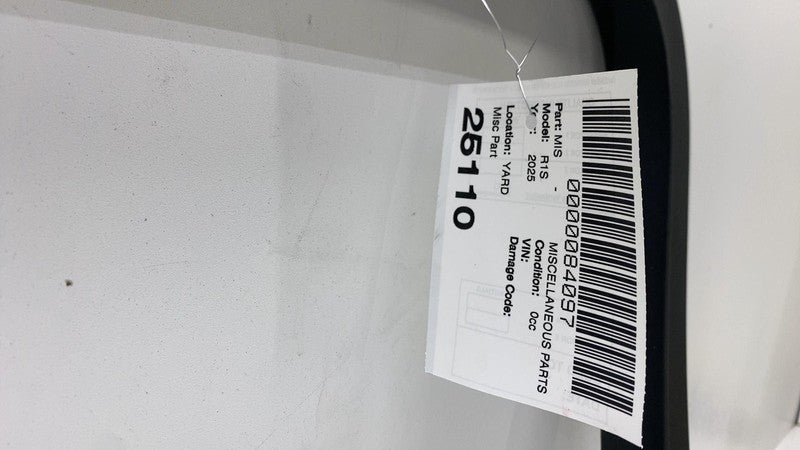 0000084097
Part: MIS - MISCELLANEOUS PARTS
Model: R1S Condition: 0cc
2025 VIN:
Damage Code:
Location: YARD
Misc Part
25110